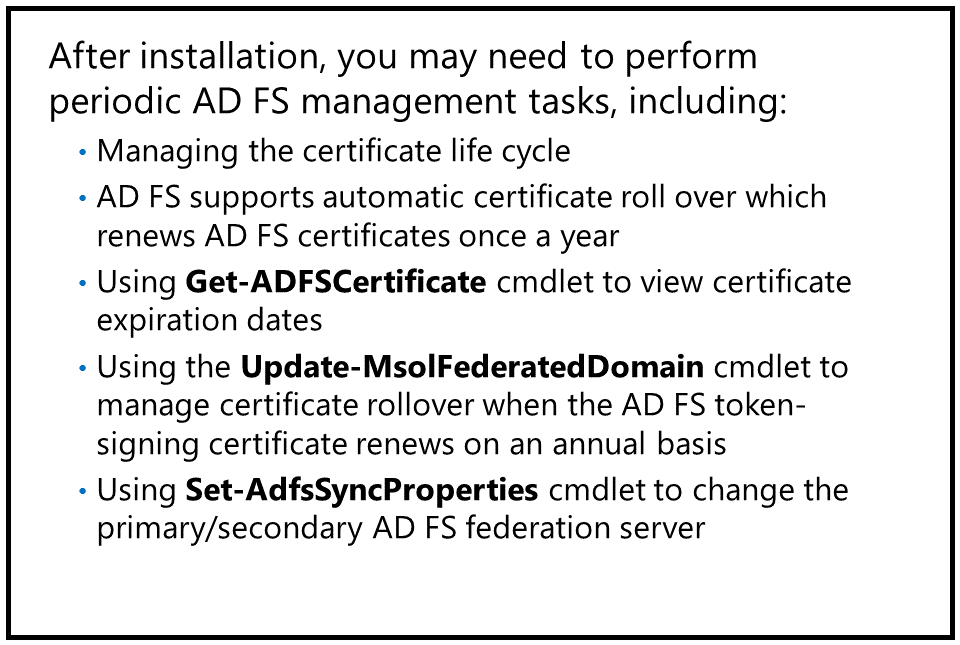 After installation, you may need to perform
periodic AD FS management tasks, including:
• Managing the certificate life cycle
• AD FS supports automatic certificate roll over which
renews AD FS certificates once a year
• Using Get-ADFSCertificate cmdlet to view certificate
expiration dates
• Using the Update-MsolFederatedDomain cmdlet to
manage certificate rollover when the AD FS token-
signing certificate renews on an annual basis
• Using Set-AdfsSyncProperties cmdlet to change the
primary/secondary AD FS federation server